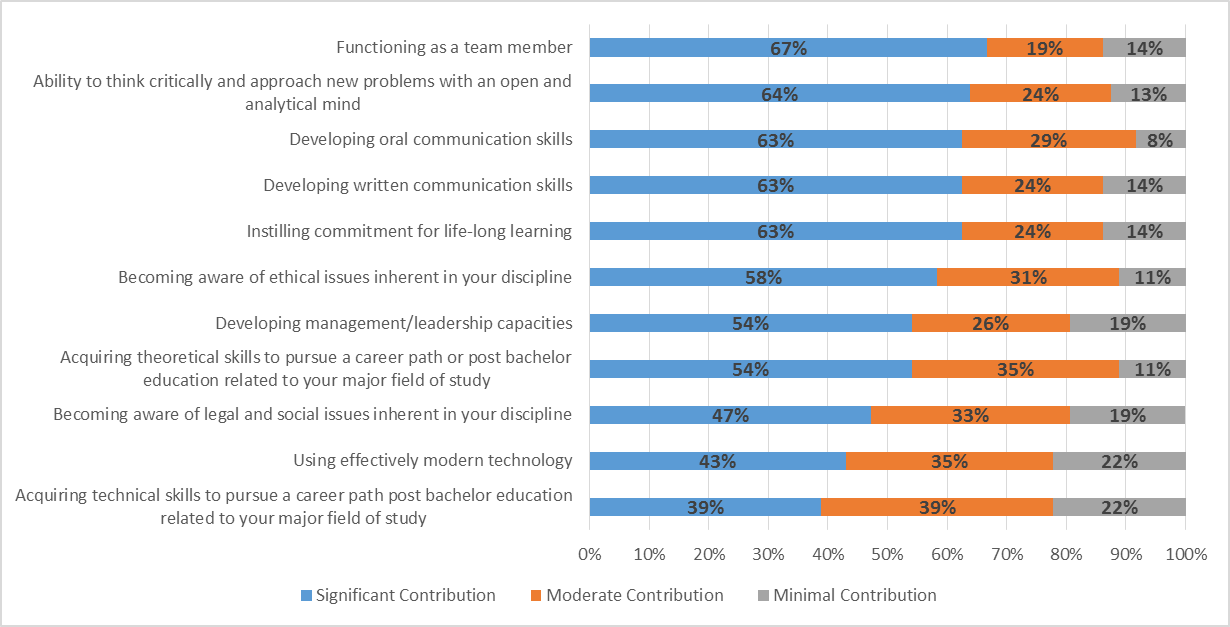 Functioning as a team member
67% 19% 14%
Ability to think critically and approach new problems with an open and
analytical mind
64% 24% 13%
Developing oral communication skills
63% 29% 8%
Developing written communication skills
63% 24% 14%
Instilling commitment for life-long learning
63% 24% 14%
Becoming aware of ethical issues inherent in your discipline
58% 31% 11%
Developing management/leadership capacities
54% 26% 19%
Acquiring theoretical skills to pursue a career path or post bachelor
education related to your major field of study
54% 35% 11%
Becoming aware of legal and social issues inherent in your discipline
47% 33% 19%
Using effectively modern technology
43% 35% 22%
Acquiring technical skills to pursue a career path post bachelor education
related to your major field of study
39% 39% 22%
0% 10% 20% 30% 40% 50% 60% 70% 80% 90% 100%
Significant Contribution Moderate Contribution Minimal Contribution